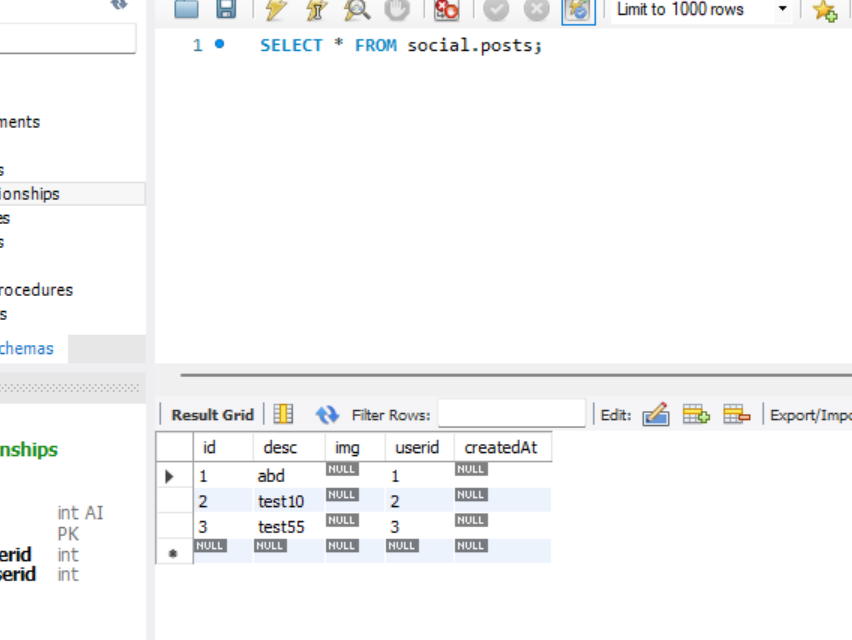 Limit to 1000 rows
1 SELECT * FROM social.posts;
ments
s
ionships
es
s
rocedures
s
chemas
Result Grid Filter Rows: Edit: Export/Impo
id desc img userid createdAt
1 abd NULL 1 NULL
2 test10 NULL 2 NULL
3 test55 NULL 3 NULL
NULL NULL NULL NULL NULL
nships
int AI
PK
erid int
serid int